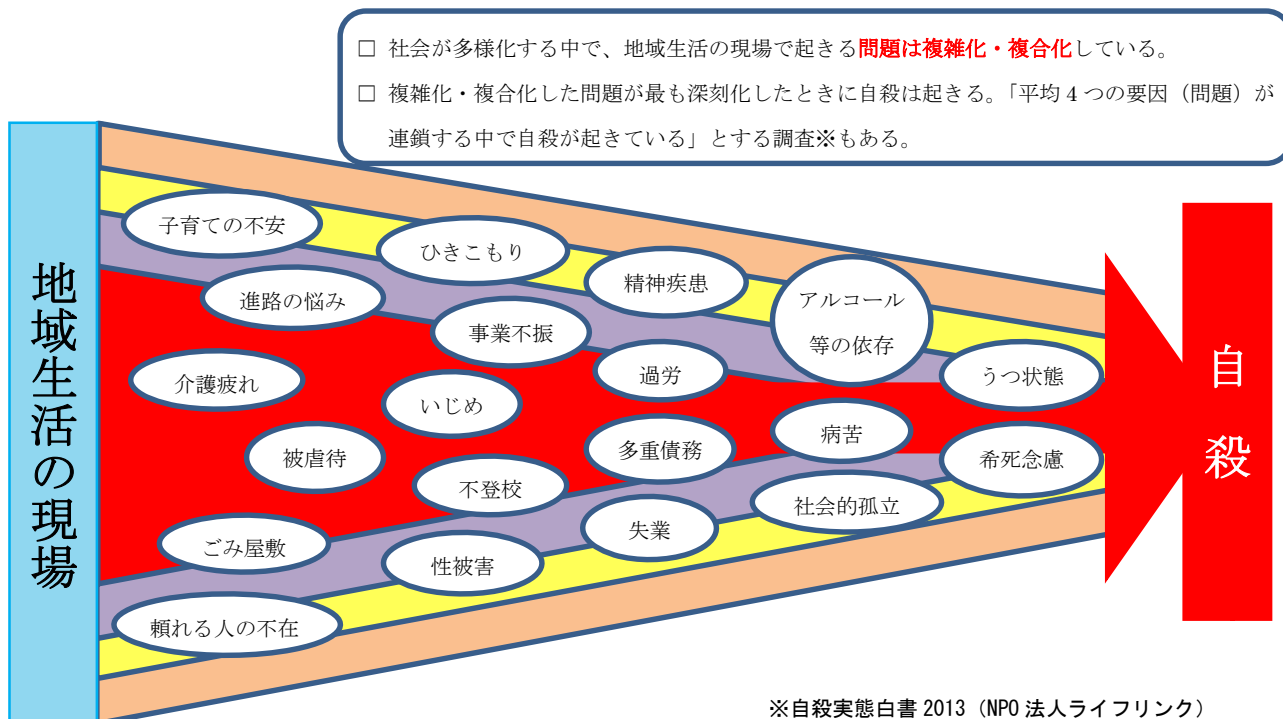 □ 社会が多様化する中で、地域生活の現場で起きる問題は複雑化・複合化している。
□ 複雑化・複合化した問題が最も深刻化したときに自殺は起きる。「平均４つの要因（問題）が
連鎖する中で自殺が起きている」とする調査※もある。
地域生活の現場
子育ての不安
ひきこもり
精神疾患
アルコール
等の依存
進路の悩み
事業不振
過労
うつ状態
介護疲れ
いじめ
病苦
被虐待
多重債務
希死念慮
不登校
社会的孤立
ごみ屋敷
性被害
失業
頼れる人の不在
自殺
※自殺実態白書 2013（NPO 法人ライフリンク）